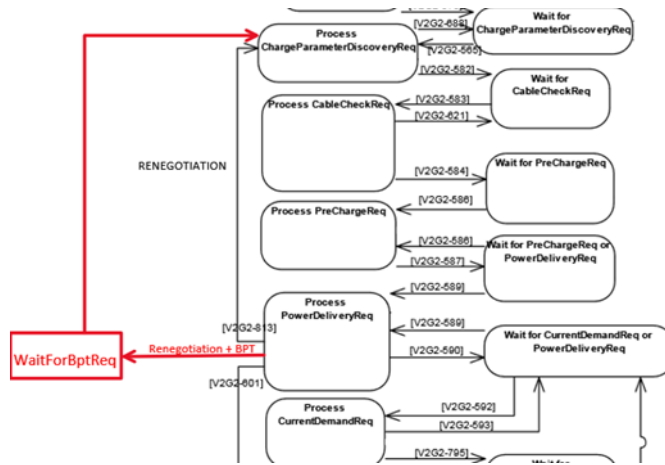 [V2G2-688]
Wait for
ChargeParameterDiscoveryReq
Process
ChargeParameterDiscoveryReq
[V2G2-565]
[V2G2-582]
Wait for
CableCheckReq
Process CableCheckReq
[V2G2-583]
[V2G2-621]
RENEGOTIATION
[V2G2-584]
Wait for PreChargeReq
[V2G2-586]
Process PreChargeReq
[V2G2-586]
Wait for PreChargeReq or
PowerDeliveryReq
[V2G2-587]
[V2G2-589]
Process
PowerDeliveryReq
[V2G2-813]
[V2G2-589]
Wait for CurrentDemandReq or
PowerDeliveryReq
WaitForBptReq
Renegotiation + BPT
[V2G2-590]
[V2G2-601]
Process
CurrentDemandReq
[V2G2-592]
[V2G2-593]
[V2G2-795]
Wait for